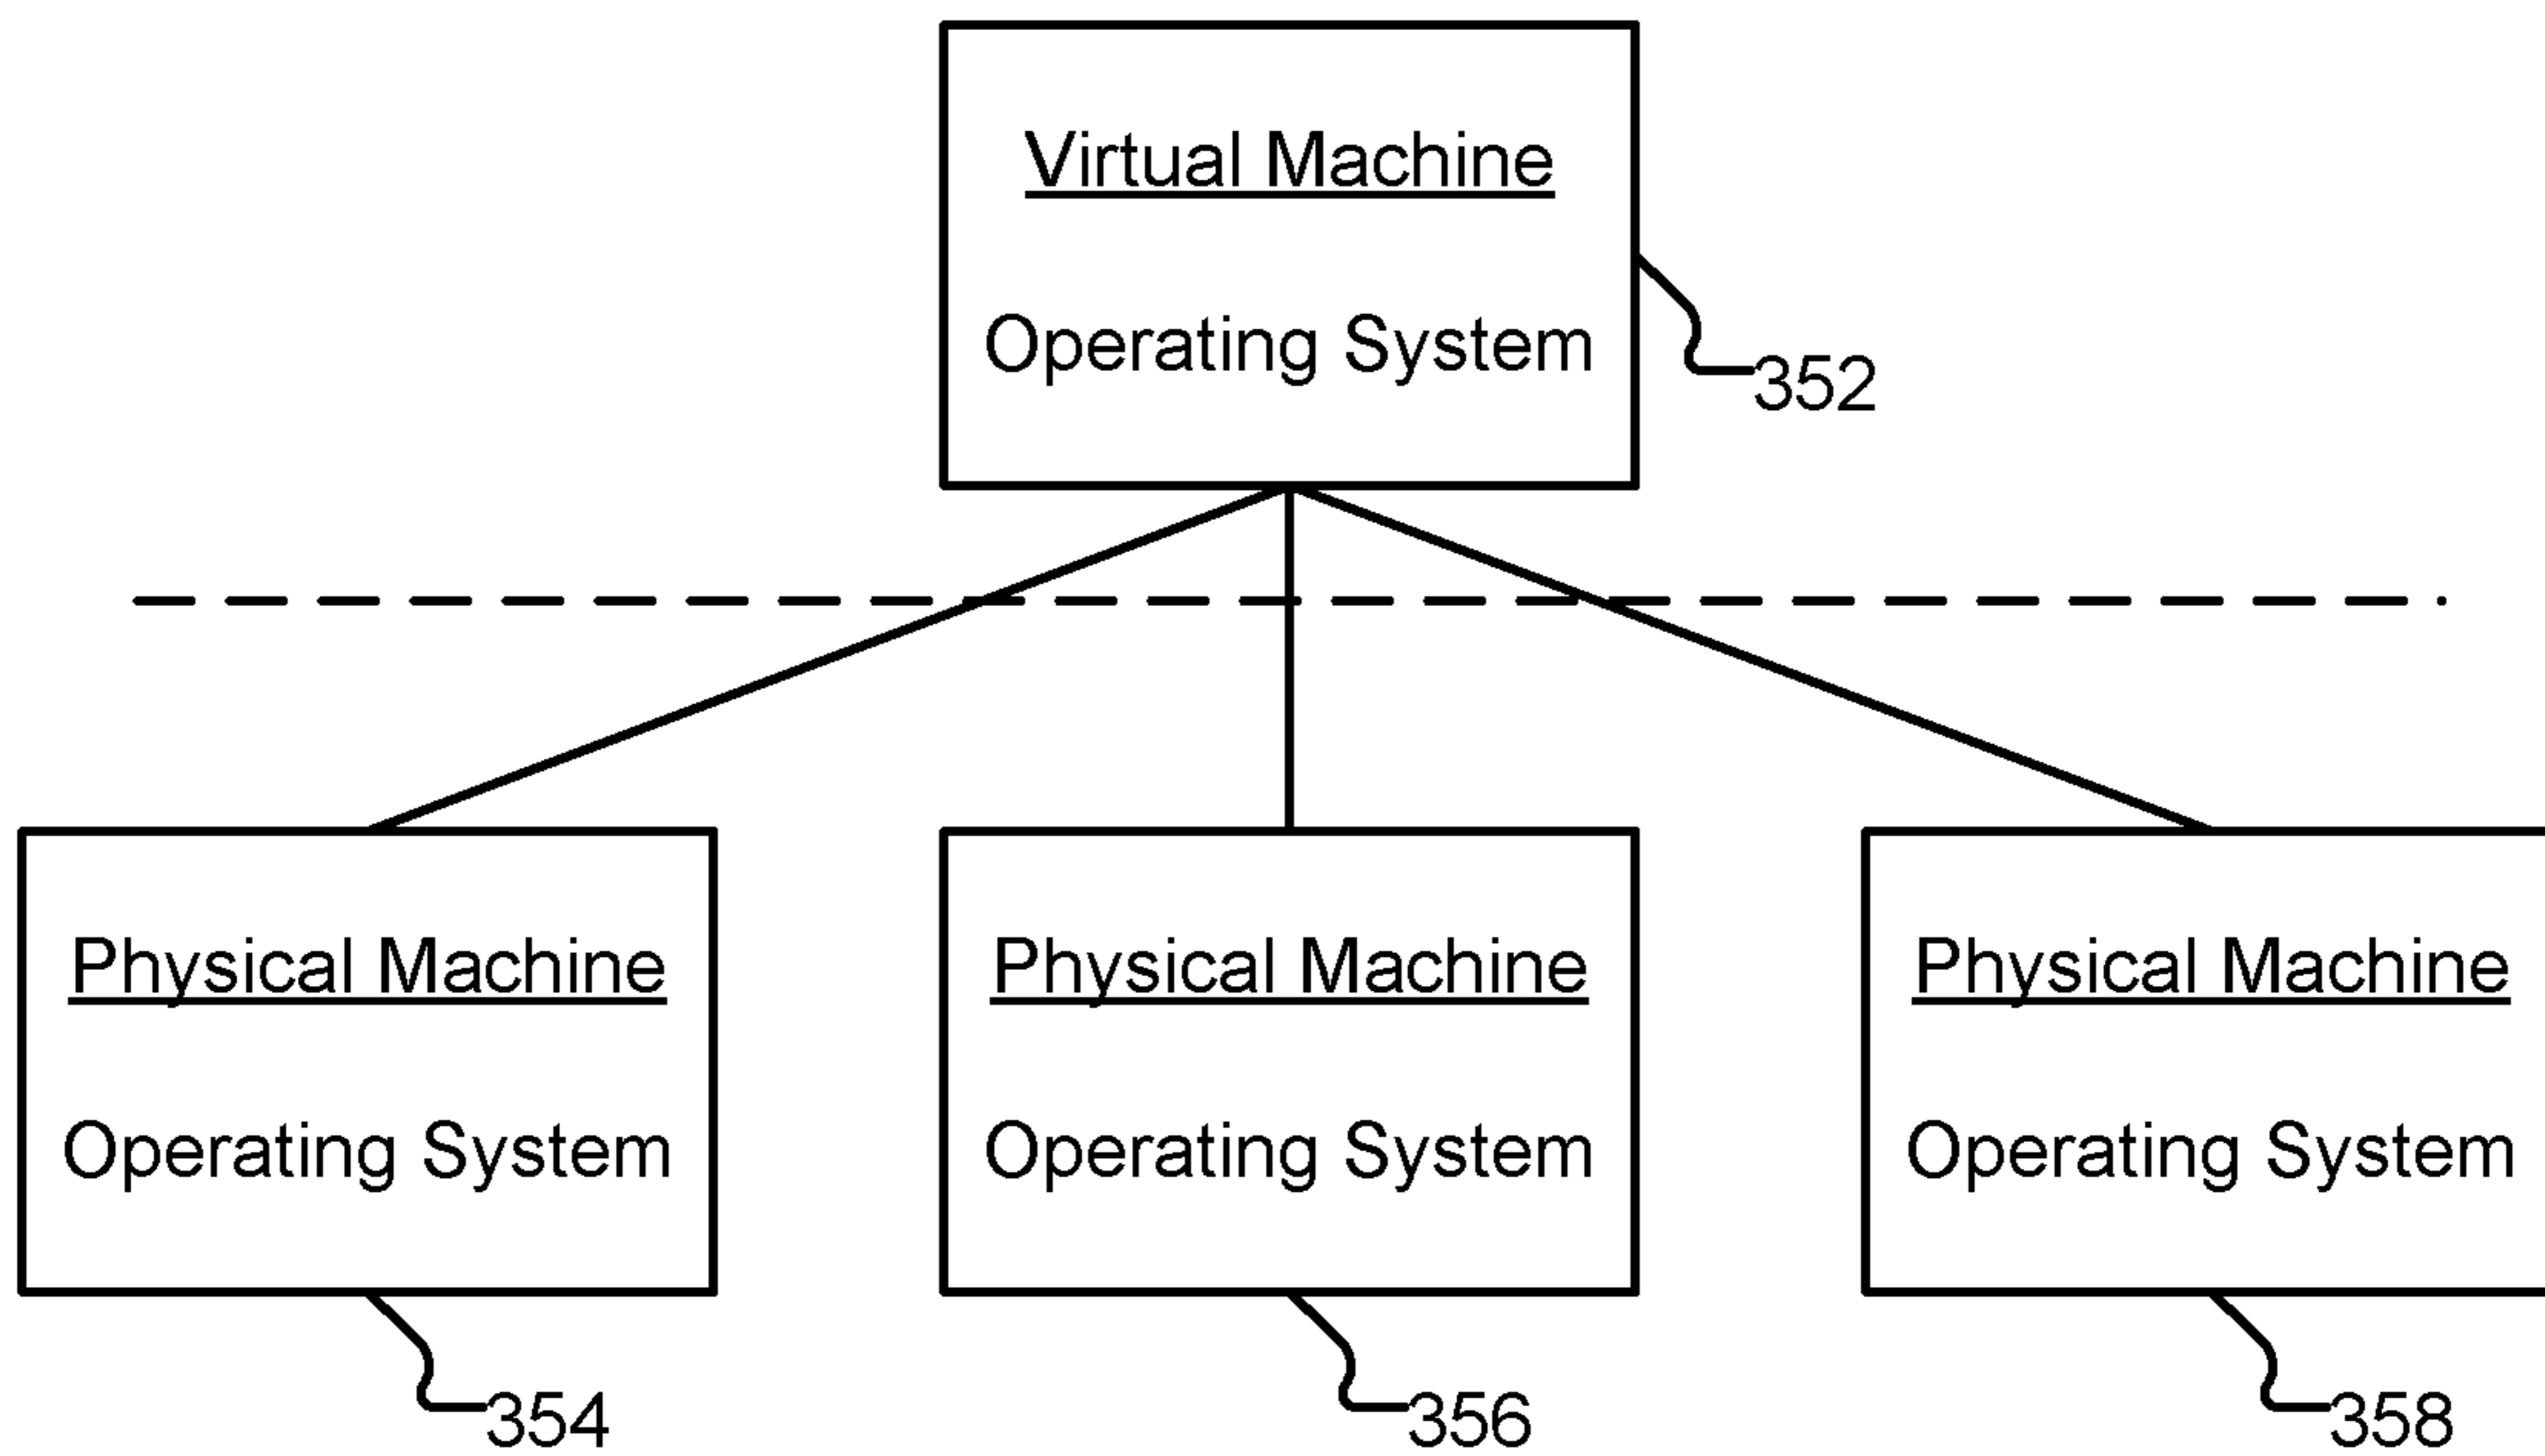 Virtual Machine
Operating System
352
Physical Machine
Operating System
354
Physical Machine
Operating System
356
Physical Machine
Operating System
358